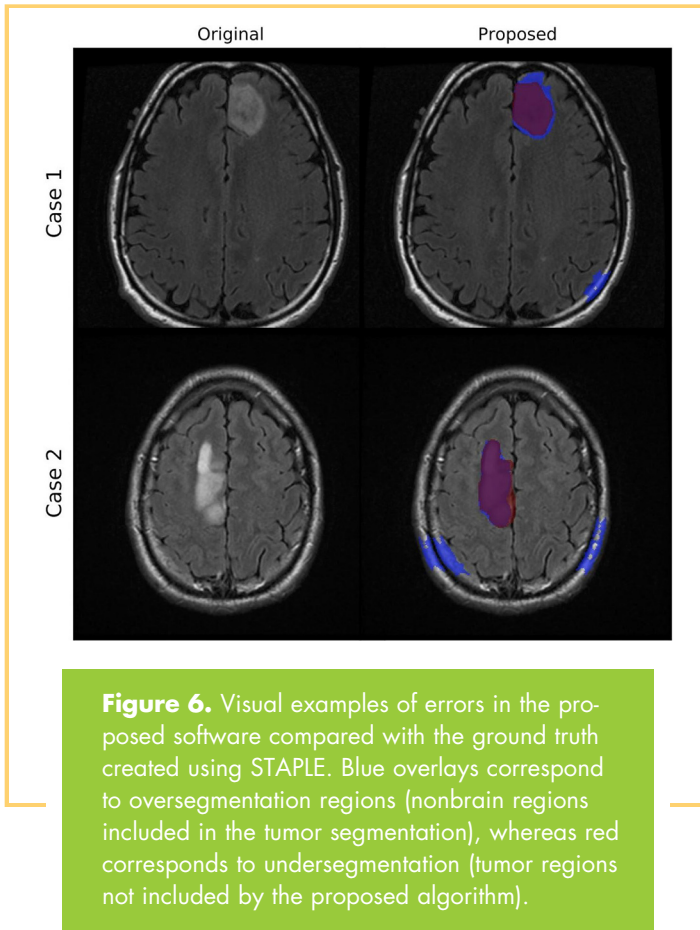 Original Proposed
Case 1
Case 2
Figure 6. Visual examples of errors in the pro-
posed software compared with the ground truth
created using STAPLE. Blue overlays correspond
to oversegmentation regions (nonbrain regions
included in the tumor segmentation), whereas red
corresponds to undersegmentation (tumor regions
not included by the proposed algorithm).